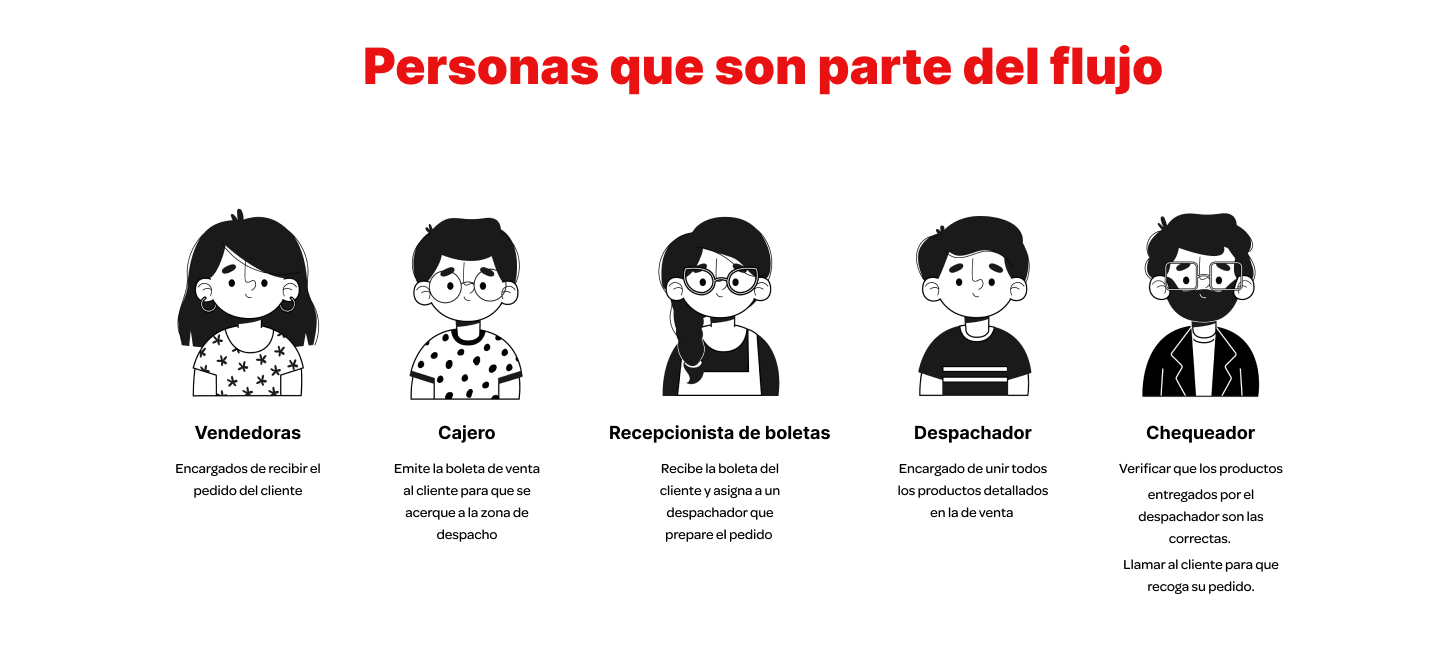 Personas que son parte del flujo
Vendedoras
Encargados de recibir el
pedido del cliente
Cajero
Emite la boleta de venta
al cliente para que se
acerque a la zona de
despacho
Recepcionista de boletas
Recibe la boleta del
cliente y asigna a un
despachador que
prepare el pedido
Despachador
Encargado de unir todos
los productos detallados
en la de venta
Chequeador
Verificar que los productos
entregados por el
despachador son las
correctas.
Llamar al cliente para que
recoga su pedido.